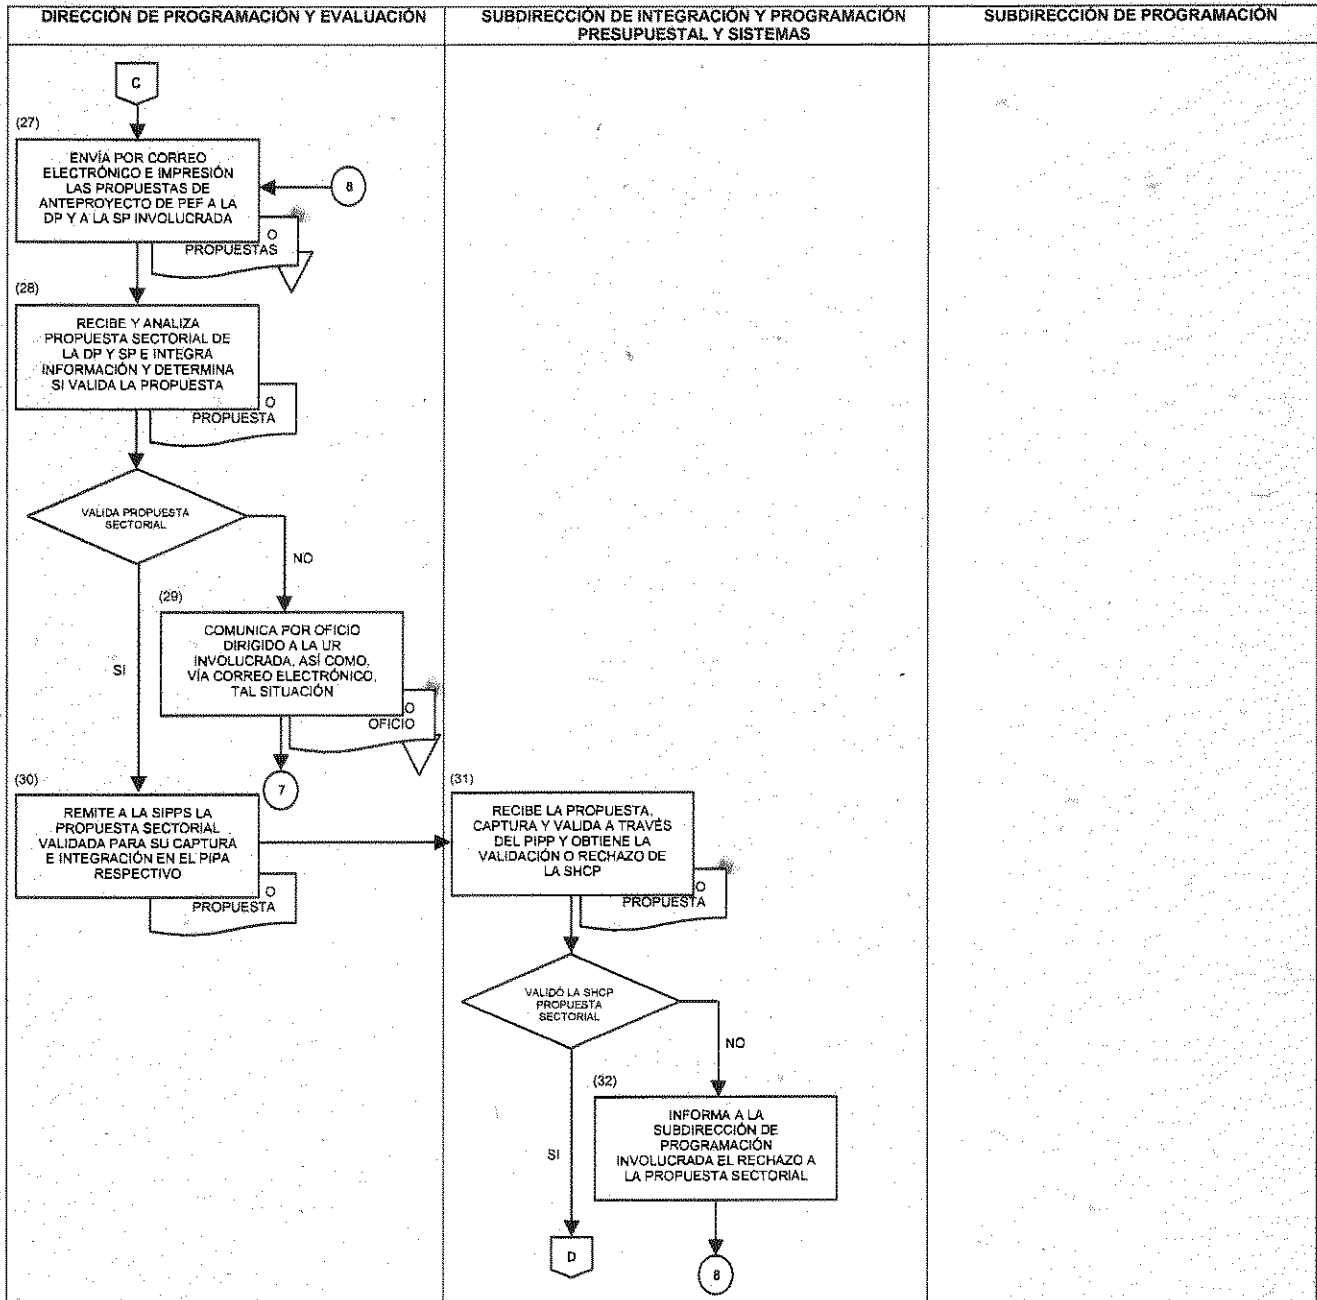 DIRECCIÓN DE PROGRAMACIÓN Y EVALUACIÓN
SUBDIRECCIÓN DE INTEGRACIÓN Y PROGRAMACIÓN
PRESUPUESTAL Y SISTEMAS
SUBDIRECCIÓN DE PROGRAMACIÓN
C
(27)
ENVÍA POR CORREO
ELECTRÓNICO E IMPRESIÓN
LAS PROPUESTAS DE
ANTEPROYECTO DE PEF A LA
DP Y A LA SP INVOLUCRADA
8
O
PROPUESTAS
(28)
RECIBE Y ANALIZA
PROPUESTA SECTORIAL DE
LA DP Y SP E INTEGRA
INFORMACIÓN Y DETERMINA
SI VALIDA LA PROPUESTA
O
PROPUESTA
VALIDA PROPUESTA
SECTORIAL
NO
SI
(29)
COMUNICA POR OFICIO
DIRIGIDO A LA UR
INVOLUCRADA, ASÍ COMO,
VÍA CORREO ELECTRÓNICO,
TAL SITUACIÓN
O
OFICIO
7
(30)
REMITE A LA SIPPS LA
PROPUESTA SECTORIAL
VALIDADA PARA SU CAPTURA
E INTEGRACIÓN EN EL PIPA
RESPECTIVO
O
PROPUESTA
(31)
RECIBE LA PROPUESTA,
CAPTURA Y VALIDA A TRAVÉS
DEL PIPP Y OBTIENE LA
VALIDACIÓN O RECHAZO DE
LA SHCP
O
PROPUESTA
VALIDÓ LA SHCP
PROPUESTA
SECTORIAL
NO
SI
(32)
INFORMA A LA
SUBDIRECCIÓN DE
PROGRAMACIÓN
INVOLUCRADA EL RECHAZO A
LA PROPUESTA SECTORIAL
D
8